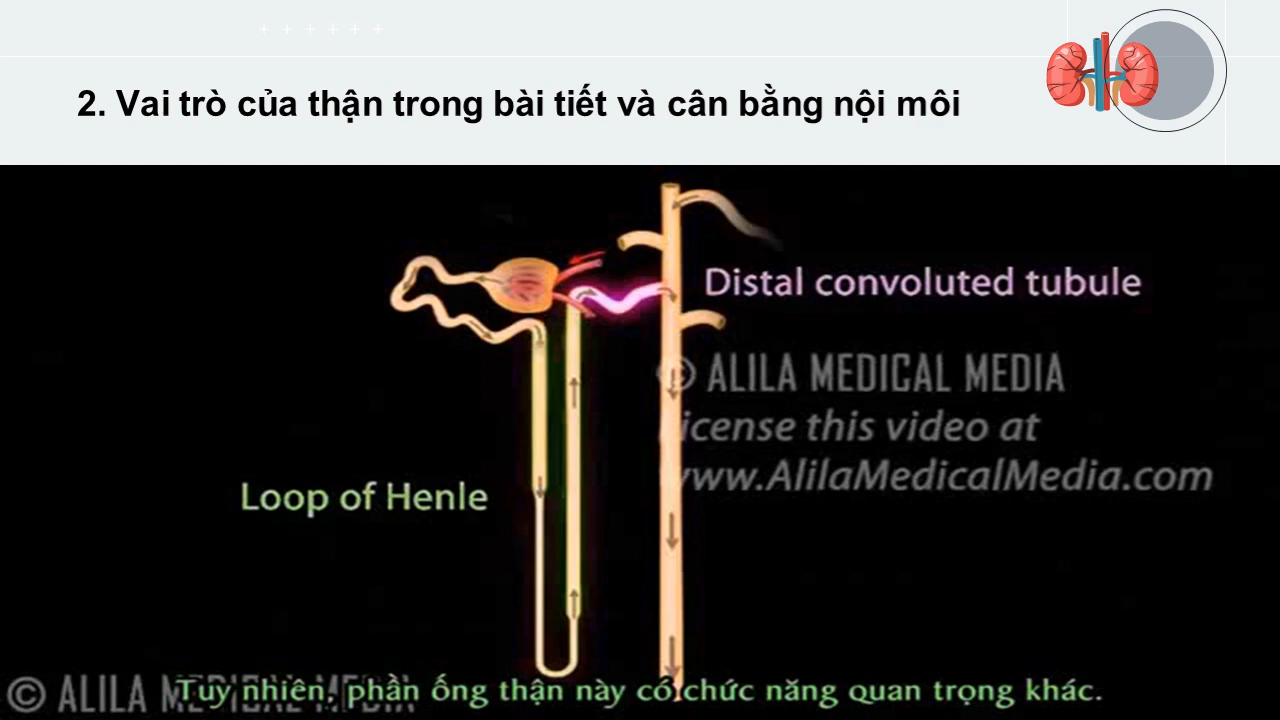 2. Vai trò của thận trong bài tiết và cân bằng nội môi
Distal convoluted tubule
© ALILA MEDICAL MEDIA
icense this video at
www.AlilaMedicalMedia.com
Loop of Henle
© ALILA MEDICAL MEDIA
Tuy nhiên, phần ống thận này có chức năng quan trọng khác.